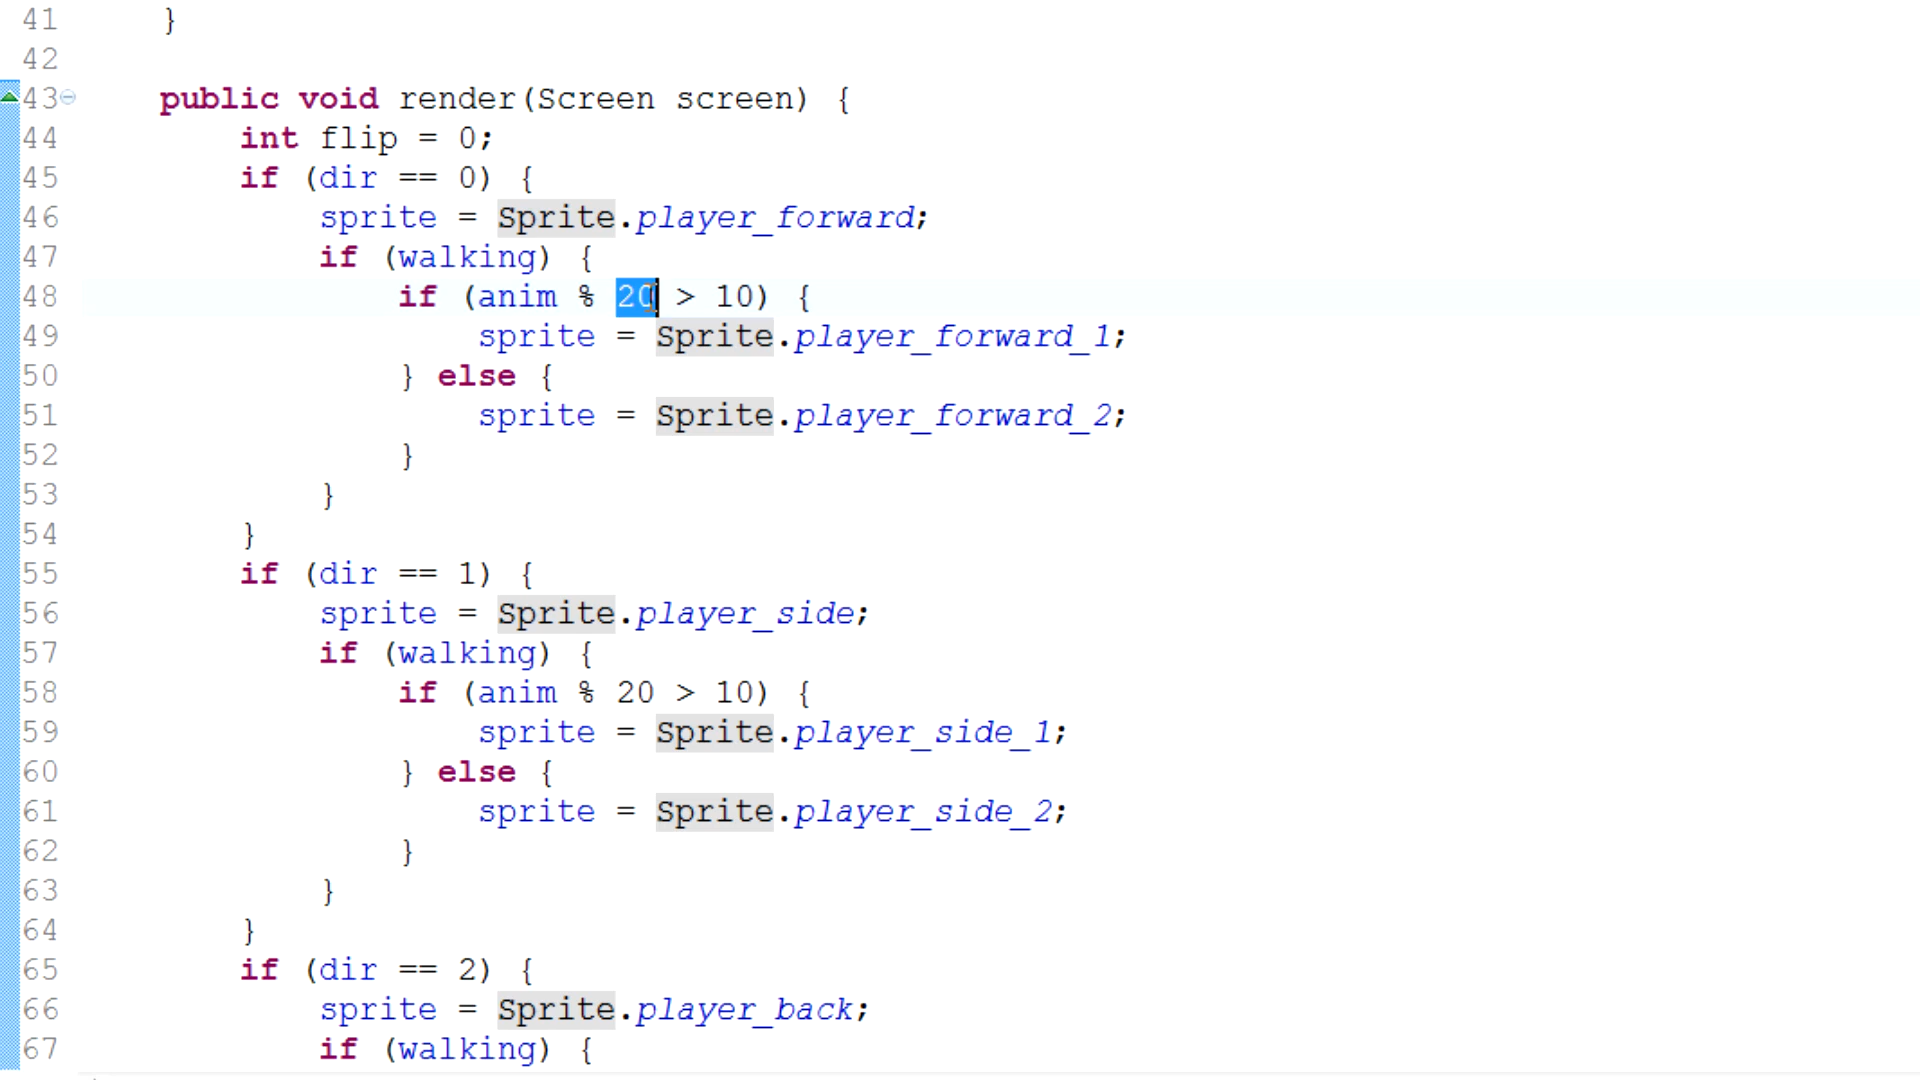 41    }
42
43    public void render(Screen screen) {
44        int flip = 0;
45        if (dir == 0) {
46            sprite = Sprite.player_forward;
47            if (walking) {
48                if (anim % 20 > 10) {
49                    sprite = Sprite.player_forward_1;
50                } else {
51                    sprite = Sprite.player_forward_2;
52                }
53            }
54        }
55        if (dir == 1) {
56            sprite = Sprite.player_side;
57            if (walking) {
58                if (anim % 20 > 10) {
59                    sprite = Sprite.player_side_1;
60                } else {
61                    sprite = Sprite.player_side_2;
62                }
63            }
64        }
65        if (dir == 2) {
66            sprite = Sprite.player_back;
67            if (walking) {